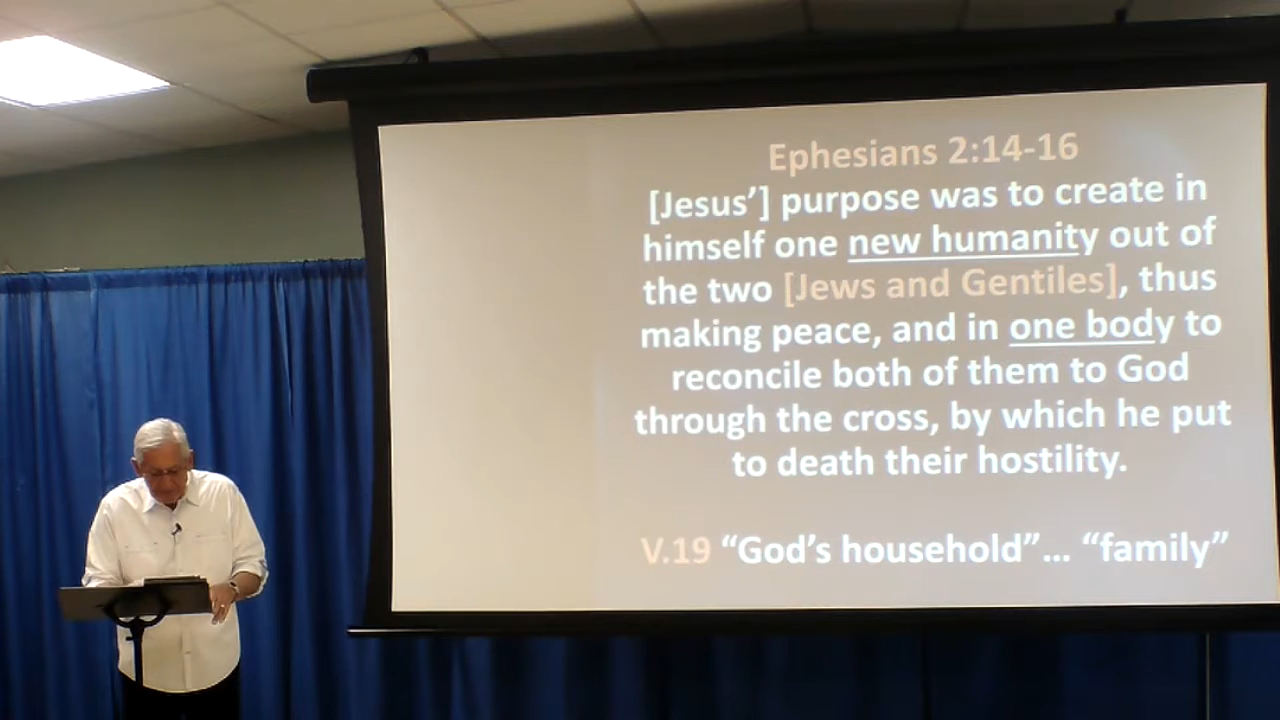 Ephesians 2:14-16
[Jesus’] purpose was to create in
himself one new humanity out of
the two [Jews and Gentiles], thus
making peace, and in one body to
reconcile both of them to God
through the cross, by which he put
to death their hostility.
V.19 “God’s household”... “family”